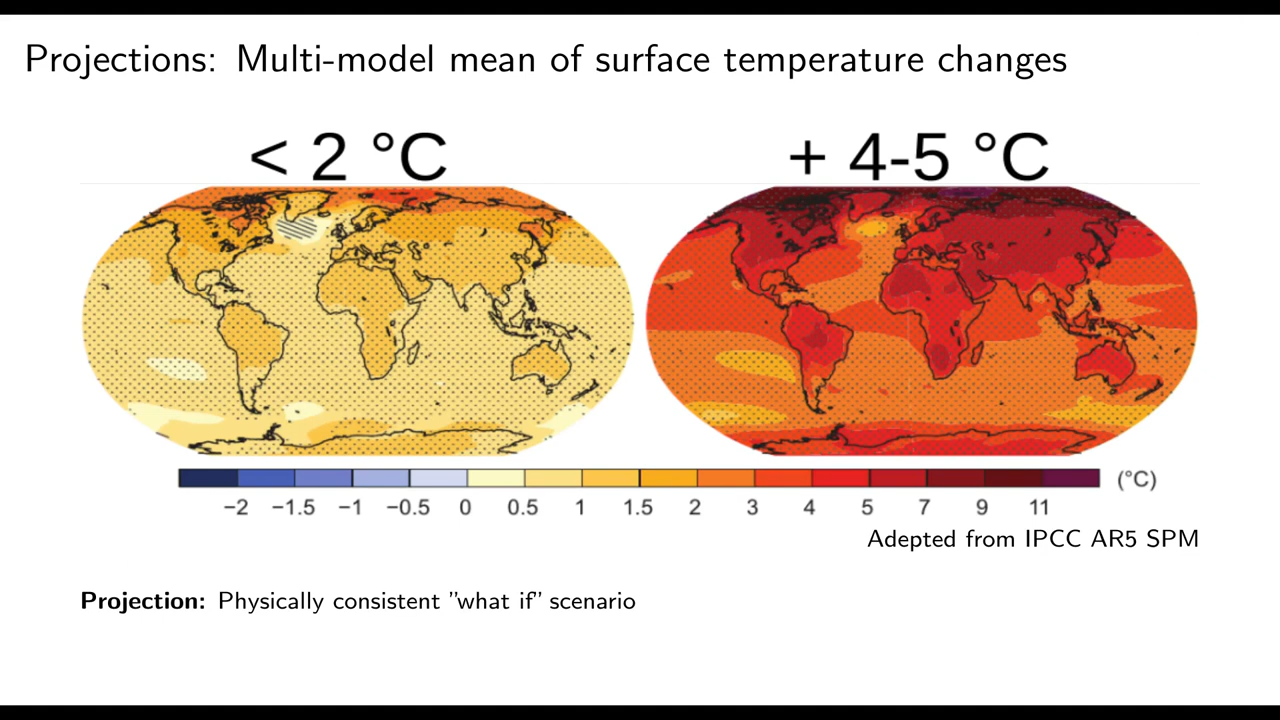 Projections: Multi-model mean of surface temperature changes
< 2 °C
+ 4-5 °C
−2 −1.5 −1 −0.5 0 0.5 1 1.5 2 3 4 5 7 9 11 (°C)
Adepted from IPCC AR5 SPM
Projection: Physically consistent ”what if” scenario